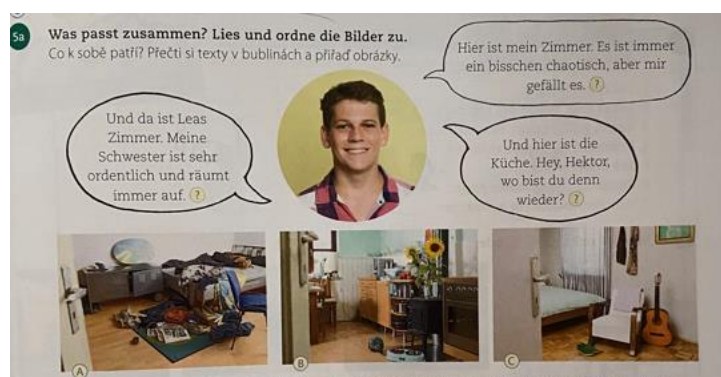 5a
Was passt zusammen? Lies und ordne die Bilder zu.
Co k sobě patří? Přečti si texty v bublinách a přiřaď obrázky.
Hier ist mein Zimmer. Es ist immer
ein bisschen chaotisch, aber mir
gefällt es. ?
Und da ist Leas
Zimmer. Meine
Schwester ist sehr
ordentlich und räumt
immer auf. ?
Und hier ist die
Küche. Hey, Hektor,
wo bist du denn
wieder? ?
A
B
C